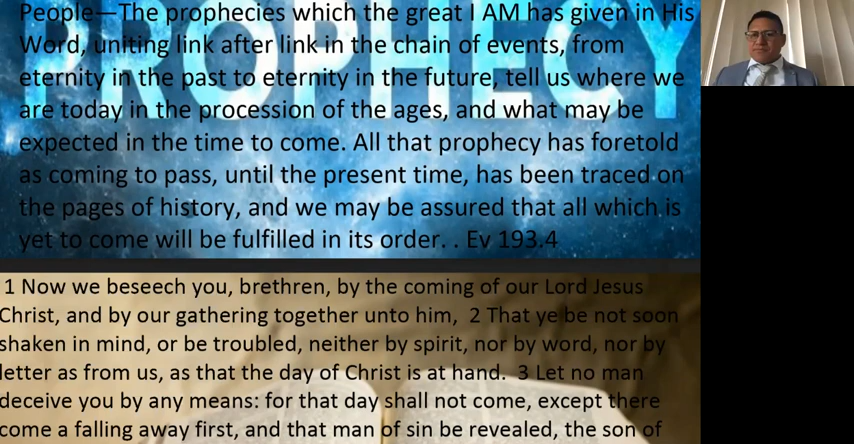 PROPHECY
People—The prophecies which the great I AM has given in His
Word, uniting link after link in the chain of events, from
eternity in the past to eternity in the future, tell us where we
are today in the procession of the ages, and what may be
expected in the time to come. All that prophecy has foretold
as coming to pass, until the present time, has been traced on
the pages of history, and we may be assured that all which is
yet to come will be fulfilled in its order. . Ev 193.4
1 Now we beseech you, brethren, by the coming of our Lord Jesus
Christ, and by our gathering together unto him, 2 That ye be not soon
shaken in mind, or be troubled, neither by spirit, nor by word, nor by
letter as from us, as that the day of Christ is at hand. 3 Let no man
deceive you by any means: for that day shall not come, except there
come a falling away first, and that man of sin be revealed, the son of